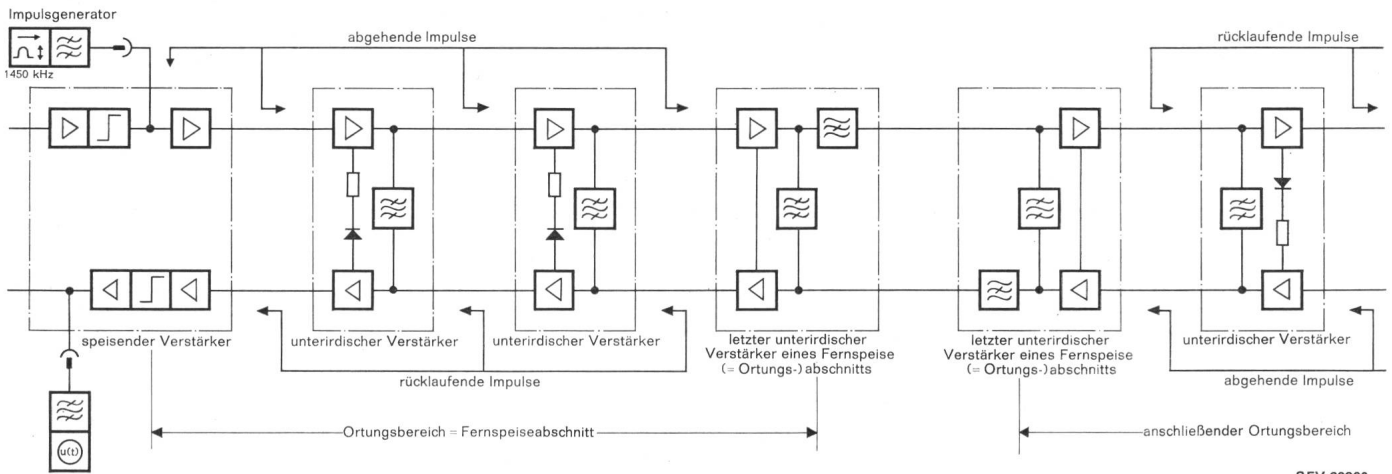 Impulsgenerator
1450 kHz
abgehende Impulse
rücklaufende Impulse
speisender Verstärker
unterirdischer Verstärker
unterirdischer Verstärker
letzter unterirdischer
Verstärker eines Fernspeise
(= Ortungs-) abschnitts
letzter unterirdischer
Verstärker eines Fernspeise
(= Ortungs-) abschnitts
unterirdischer Verstärker
rücklaufende Impulse
abgehende Impulse
u(t)
Ortungsbereich = Fernspeiseabschnitt
anschließender Ortungsbereich